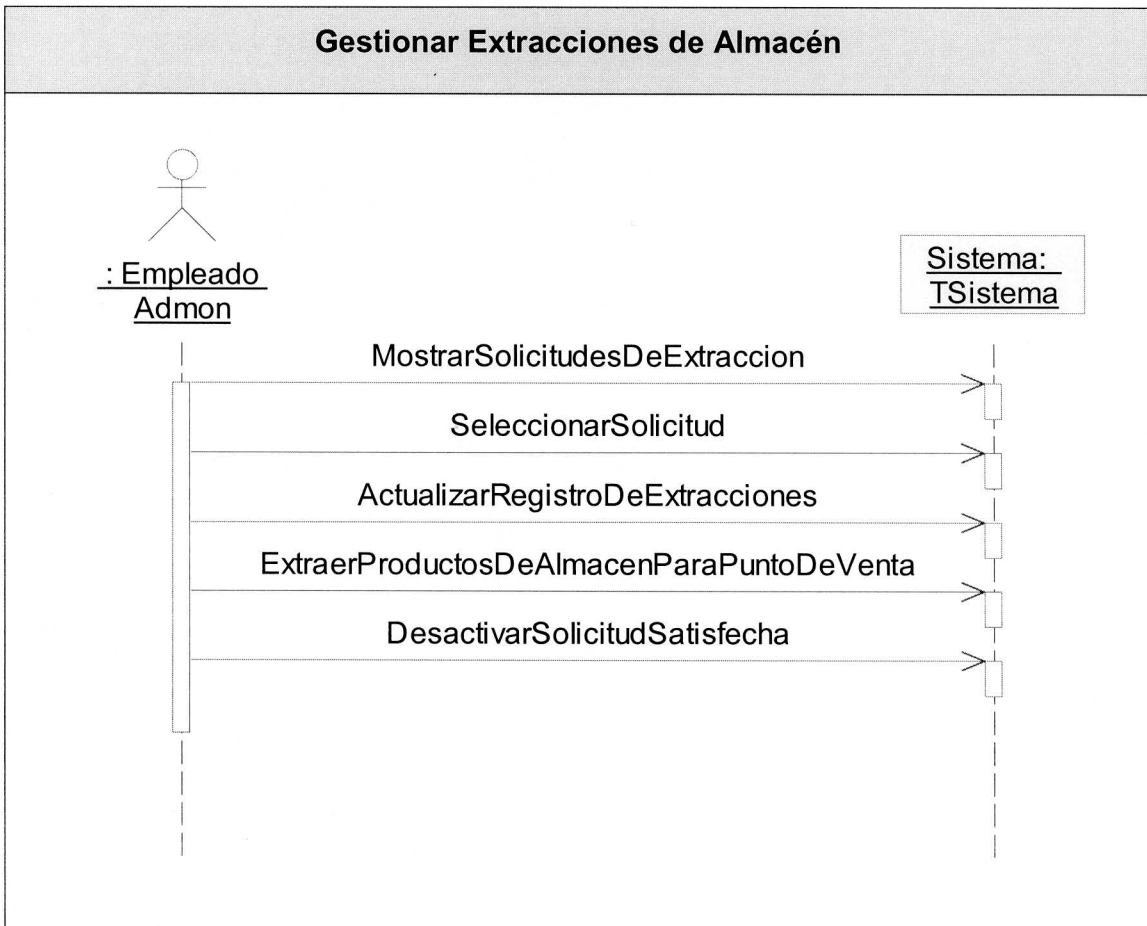 Gestionar Extracciones de Almacén
: Empleado
Admon
Sistema:
TSistema
MostrarSolicitudesDeExtraccion
SeleccionarSolicitud
ActualizarRegistroDeExtracciones
ExtraerProductosDeAlmacenParaPuntoDeVenta
DesactivarSolicitudSatisfecha